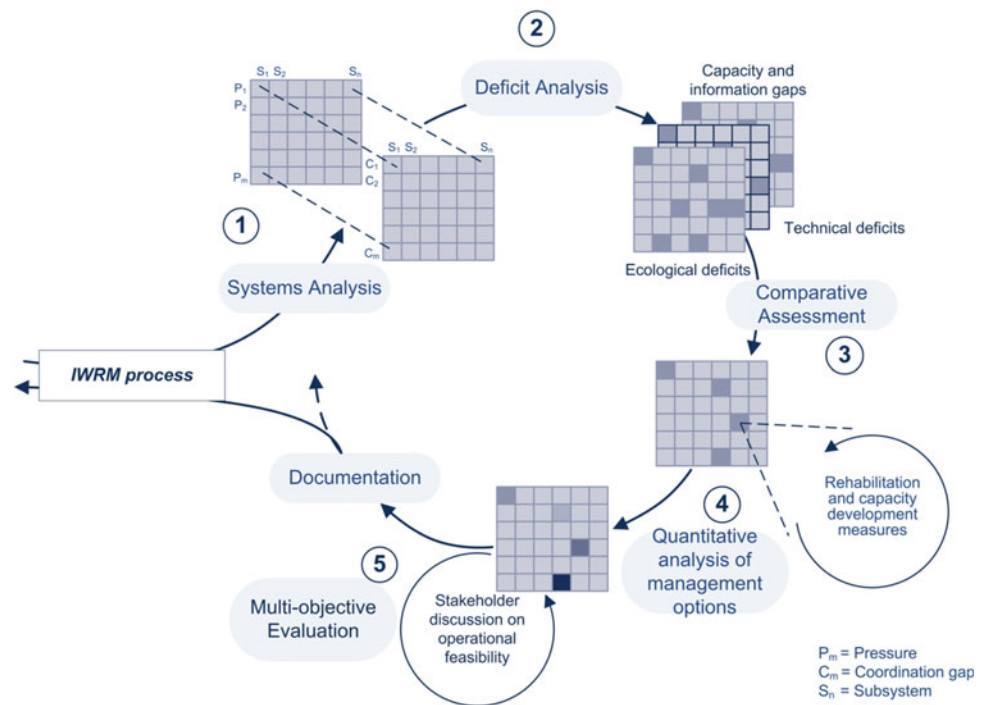 2
Deficit Analysis
Capacity and
information gaps
S1 S2 Sn
P1
P2
Pm
S1 S2 Sn
C1
C2
Cm
1
Systems Analysis
Technical deficits
Ecological deficits
Comparative
Assessment
3
IWRM process
Rehabilitation
and capacity
development
measures
4
Quantitative
analysis of
management
options
Documentation
5
Multi-objective
Evaluation
Stakeholder
discussion on
operational
feasibility
Pm = Pressure
Cm = Coordination gap
Sn = Subsystem